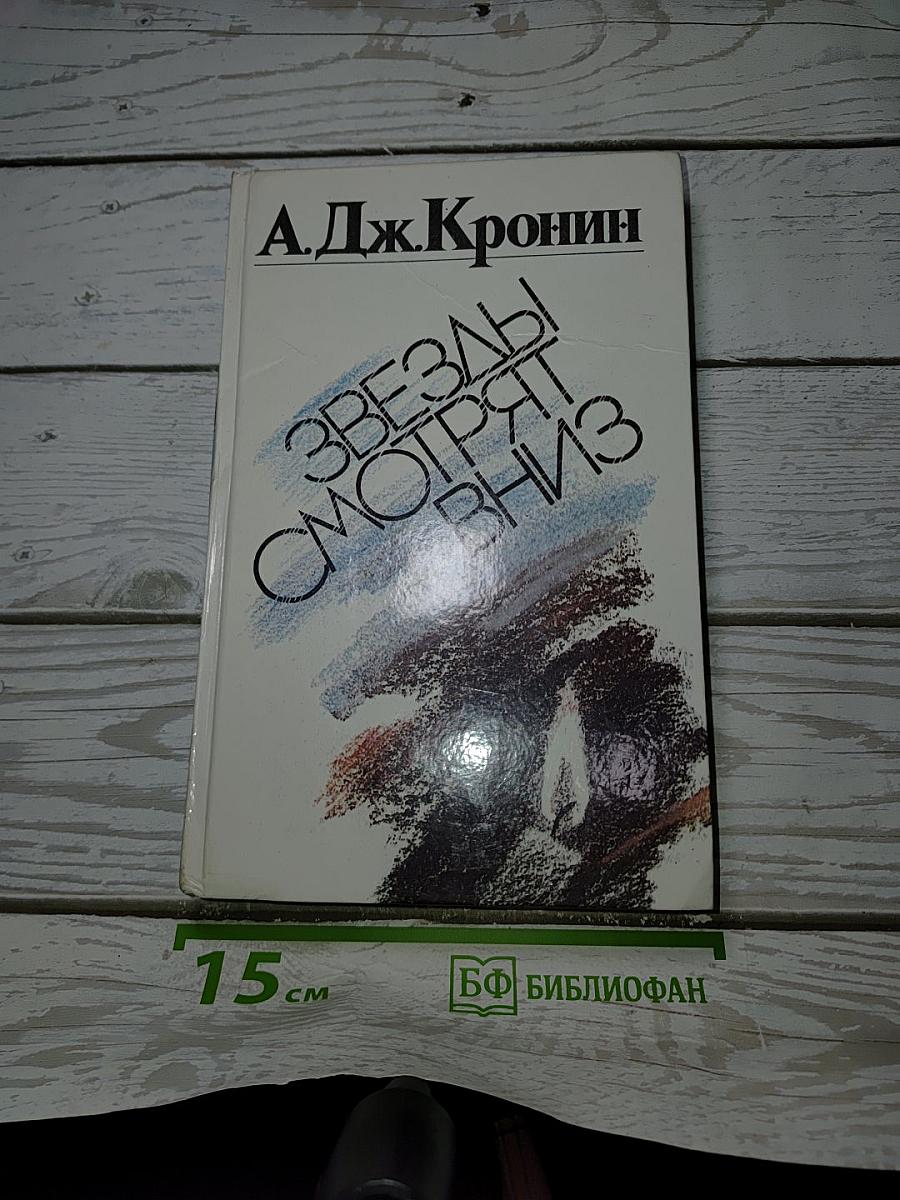 А. Дж. Кронин
ЗВЕЗДЫ
СМОТРЯТ
ВНИЗ
15 см
БФ БИБЛИОФАН